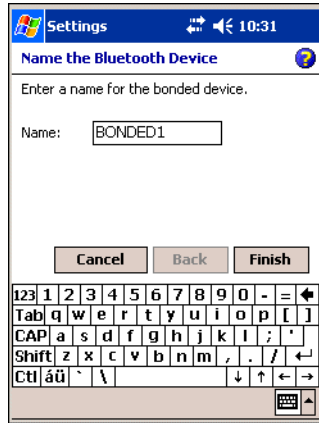 Settings 10:31
Name the Bluetooth Device ?
Enter a name for the bonded device.
Name: BONDED1
Cancel Back Finish
123 1 2 3 4 5 6 7 8 9 0 - =
Tab q w e r t y u i o p [ ]
CAP a s d f g h j k l ; '
Shift z x c v b n m , . /
Ctl áü ` \